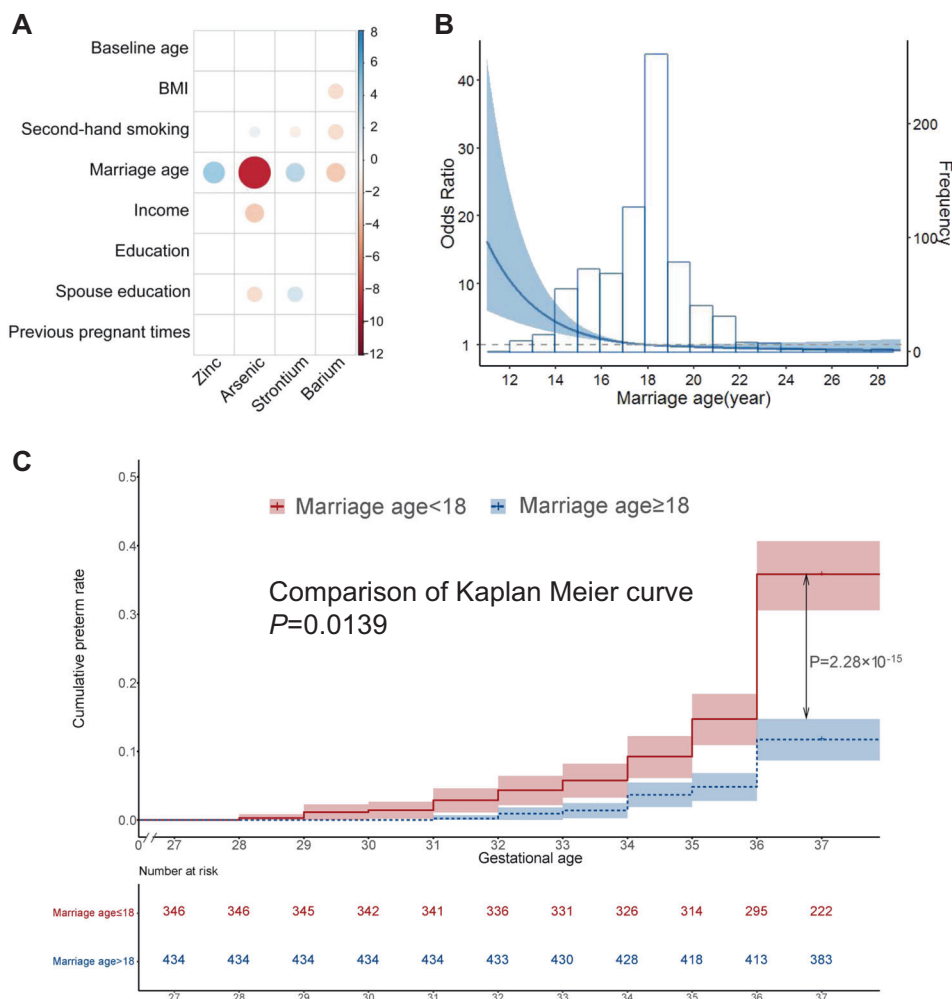 A
Baseline age
BMI
Second-hand smoking
Marriage age
Income
Education
Spouse education
Previous pregnant times
Zinc
Arsenic
Strontium
Barium
8
6
4
2
0
−2
−4
−6
−8
−10
−12
B
Odds Ratio
40
30
20
10
1
Frequency
200
100
0
12 14 16 18 20 22 24 26 28
Marriage age(year)
C
Cumulative preterm rate
0.5
0.4
0.3
0.2
0.1
0.0
Marriage age<18 Marriage age≥18
Comparison of Kaplan Meier curve
P=0.0139
P=2.28×10-15
0 27 28 29 30 31 32 33 34 35 36 37
Gestational age
Number at risk
Marriage age≤18 346 346 345 342 341 336 331 326 314 295 222
Marriage age>18 434 434 434 434 434 433 430 428 418 413 383
27 28 29 30 31 32 33 34 35 36 37